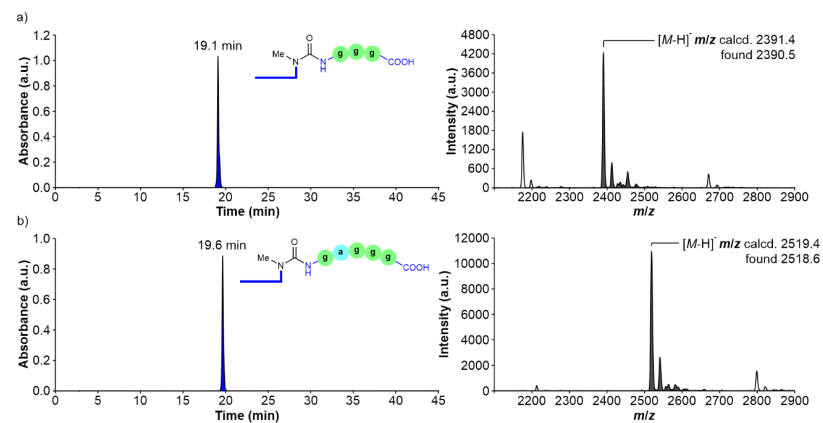 a)
1.2
1.0
0.8
0.6
0.4
0.2
0.0
Absorbance (a.u.)
19.1 min
Me
N
O
N
H
g g g
COOH
0 5 10 15 20 25 30 35 40 45
Time (min)
4800
4200
3600
3000
2400
1800
1200
600
0
Intensity (a.u.)
[M-H]- m/z calcd. 2391.4
found 2390.5
2200 2300 2400 2500 2600 2700 2800 2900
m/z
b)
1.0
0.8
0.6
0.4
0.2
0.0
Absorbance (a.u.)
19.6 min
Me
N
O
N
H
g a g g g
COOH
0 5 10 15 20 25 30 35 40 45
Time (min)
12000
10000
8000
6000
4000
2000
0
Intensity (a.u.)
[M-H]- m/z calcd. 2519.4
found 2518.6
2200 2300 2400 2500 2600 2700 2800 2900
m/z